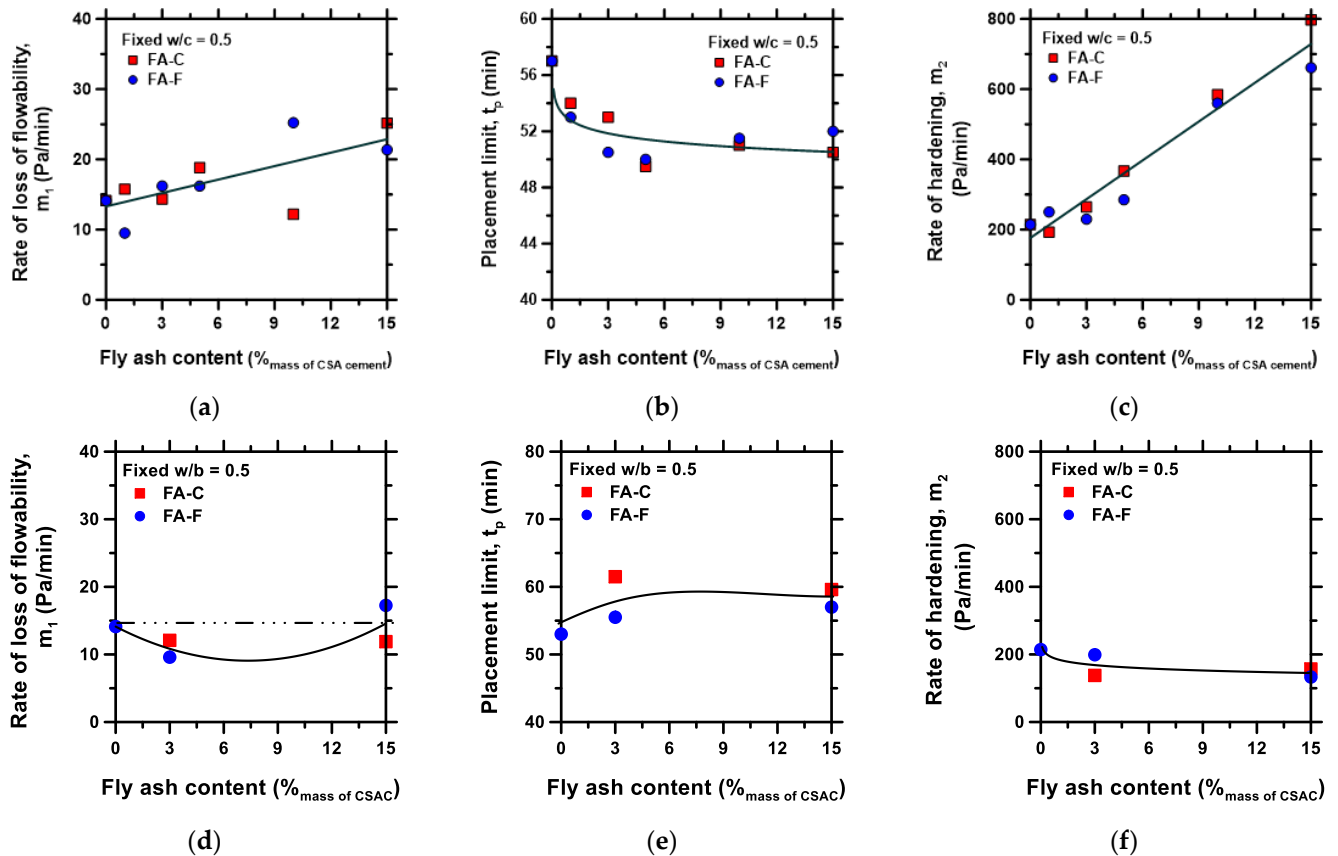 Rate of loss of flowability,
m1 (Pa/min)
40
30
20
10
0
Fixed w/c = 0.5
FA-C
FA-F
0 3 6 9 12 15
Fly ash content (%mass of CSA cement)
(a)
Placement limit, tp (min)
60
56
52
48
44
40
Fixed w/c = 0.5
FA-C
FA-F
0 3 6 9 12 15
Fly ash content (%mass of CSA cement)
(b)
Rate of hardening, m2
(Pa/min)
800
600
400
200
0
Fixed w/c = 0.5
FA-C
FA-F
0 3 6 9 12 15
Fly ash content (%mass of CSA cement)
(c)
Rate of loss of flowability,
m1 (Pa/min)
40
30
20
10
0
Fixed w/b = 0.5
FA-C
FA-F
0 3 6 9 12 15
Fly ash content (%mass of CSAC)
(d)
Placement limit, tp (min)
80
70
60
50
40
Fixed w/b = 0.5
FA-C
FA-F
0 3 6 9 12 15
Fly ash content (%mass of CSAC)
(e)
Rate of hardening, m2
(Pa/min)
800
600
400
200
0
Fixed w/b = 0.5
FA-C
FA-F
0 3 6 9 12 15
Fly ash content (%mass of CSAC)
(f)